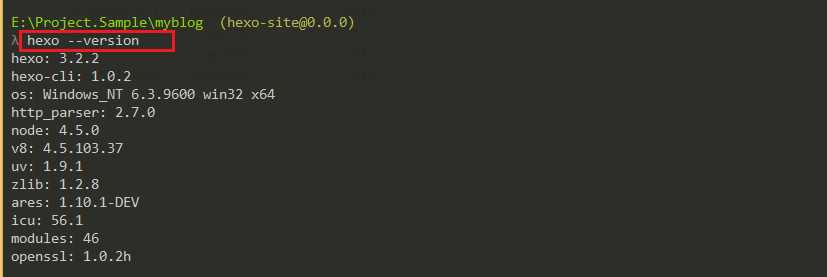 E:\Project.Sample\myblog (hexo-site@0.0.0)
λ hexo --version
hexo: 3.2.2
hexo-cli: 1.0.2
os: Windows_NT 6.3.9600 win32 x64
http_parser: 2.7.0
node: 4.5.0
v8: 4.5.103.37
uv: 1.9.1
zlib: 1.2.8
ares: 1.10.1-DEV
icu: 56.1
modules: 46
openssl: 1.0.2h